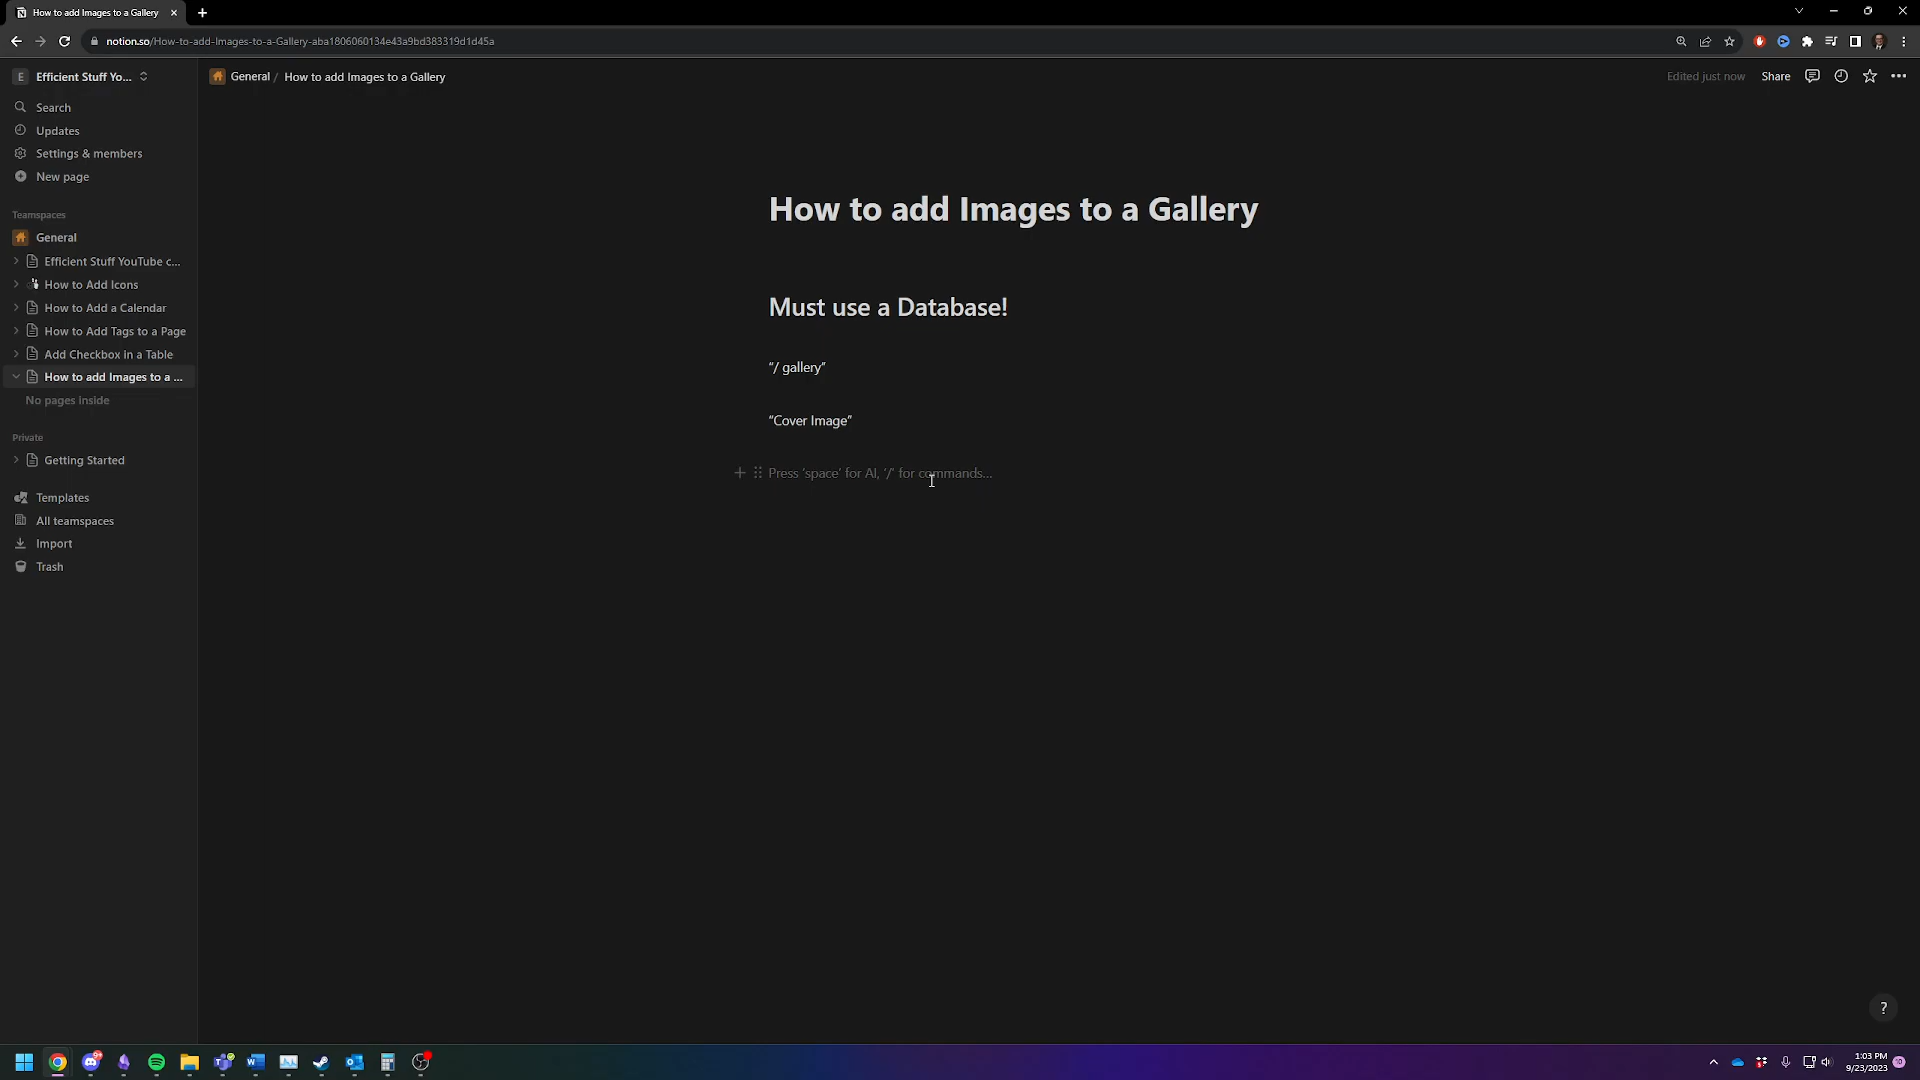 How to add Images to a Gallery
notion.so/How-to-add-Images-to-a-Gallery-aba1806060134e43a9bd383319d1d45a
E Efficient Stuff Yo...
General / How to add Images to a Gallery
Edited just now
Share
Search
Updates
Settings & members
New page
Teamspaces
General
Efficient Stuff YouTube c...
How to Add Icons
How to Add a Calendar
How to Add Tags to a Page
Add Checkbox in a Table
How to add Images to a ...
No pages inside
Private
Getting Started
Templates
All teamspaces
Import
Trash
How to add Images to a Gallery
Must use a Database!
“/ gallery”
“Cover Image”
Press ‘space’ for AI, ‘/’ for commands...
?
1:03 PM
9/23/2023
10